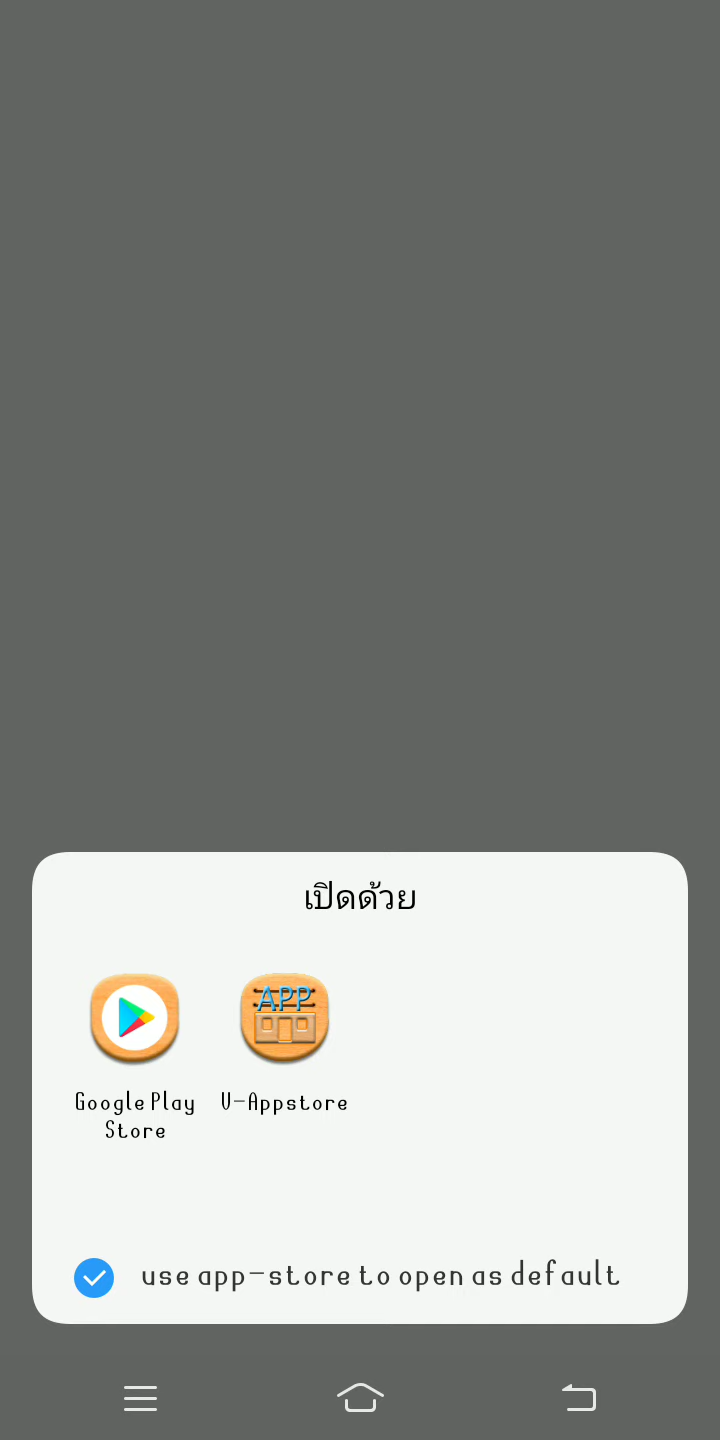 เปิดด้วย
APP
Google Play
Store
V-Appstore
use app-store to open as default